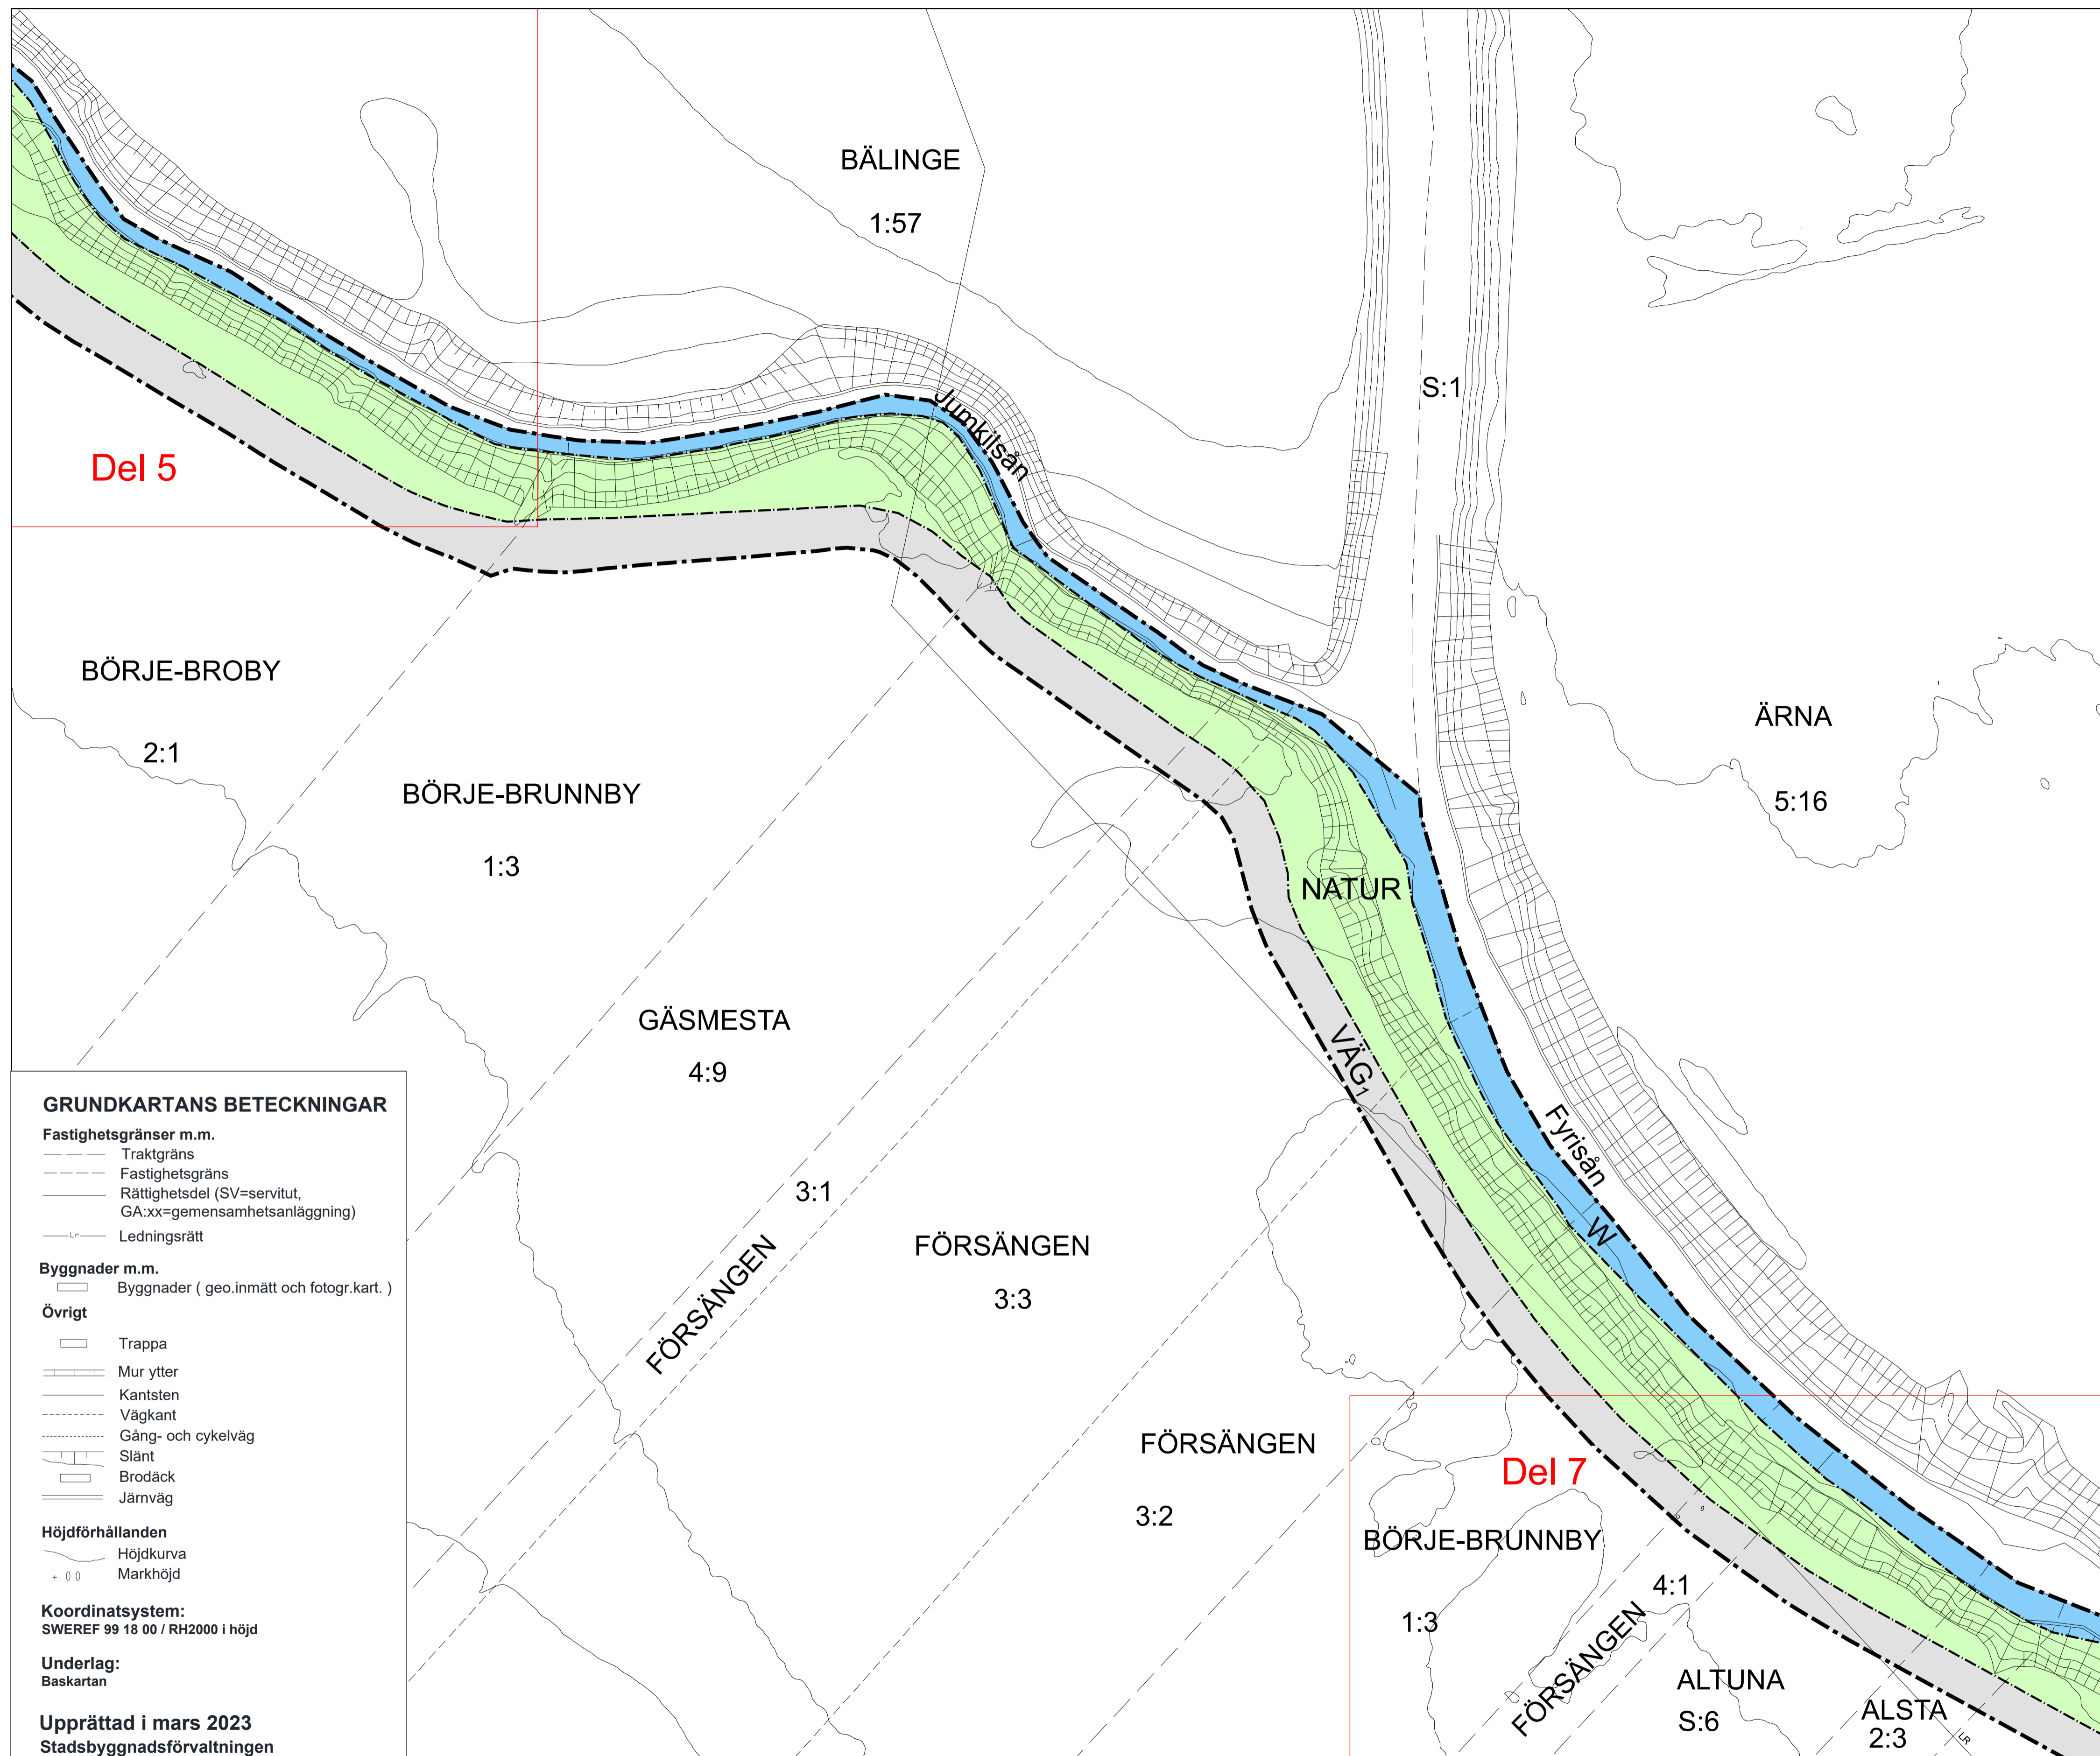 BÄLINGE
1:57
Jumkilsån
S:1
Del 5
BÖRJE-BROBY
2:1
ÄRNA
5:16
BÖRJE-BRUNNBY
1:3
NATUR
GÄSMESTA
4:9
VÄG₁
Fyrisån
W
3:1
FÖRSÄNGEN
FÖRSÄNGEN
3:3
FÖRSÄNGEN
3:2
Del 7
BÖRJE-BRUNNBY
1:3
4:1
FÖRSÄNGEN
ALTUNA
S:6
ALSTA
2:3
LR
GRUNDKARTANS BETECKNINGAR
Fastighetsgränser m.m.
Traktgräns
Fastighetsgräns
Rättighetsdel (SV=servitut,
GA:xx=gemensamhetsanläggning)
Lr Ledningsrätt
Byggnader m.m.
Byggnader ( geo.inmätt och fotogr.kart. )
Övrigt
Trappa
Mur ytter
Kantsten
Vägkant
Gång- och cykelväg
Slänt
Brodäck
Järnväg
Höjdförhållanden
Höjdkurva
+ 0.0 Markhöjd
Koordinatsystem:
SWEREF 99 18 00 / RH2000 i höjd
Underlag:
Baskartan
Upprättad i mars 2023
Stadsbyggnadsförvaltningen